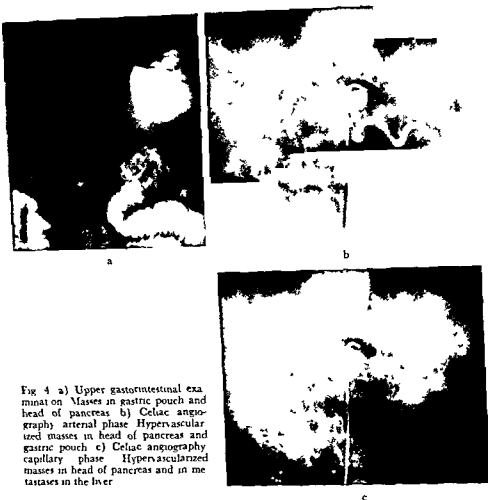 a
b
Fig 4 a) Upper gastorintestinal exa
minat on Masses in gastric pouch and
head of pancreas b) Celiac angio-
graphy arterial phase Hypervascular
ized masses in head of pancreas and
gastric pouch c) Celiac angiography
capillary phase Hypervascularized
masses in head of pancreas and in me
tastases in the liver
c